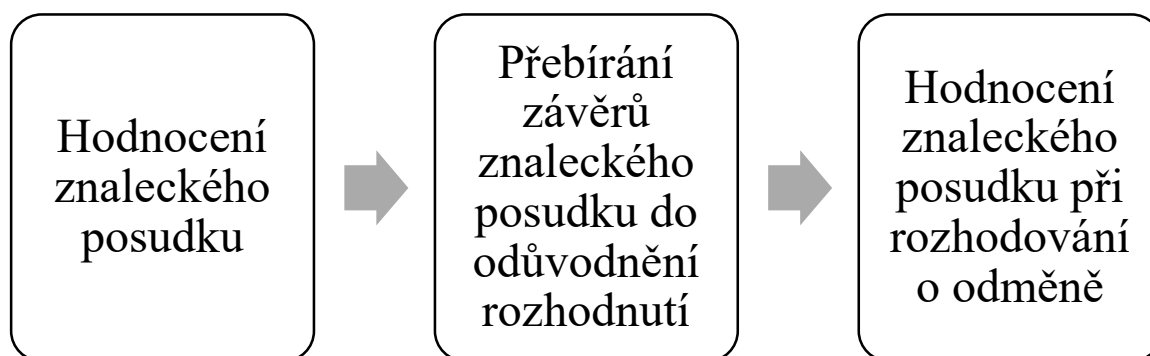 Hodnocení
znaleckého
posudku
Přebírání
závěrů
znaleckého
posudku do
odůvodnění
rozhodnutí
Hodnocení
znaleckého
posudku při
rozhodování
o odměně